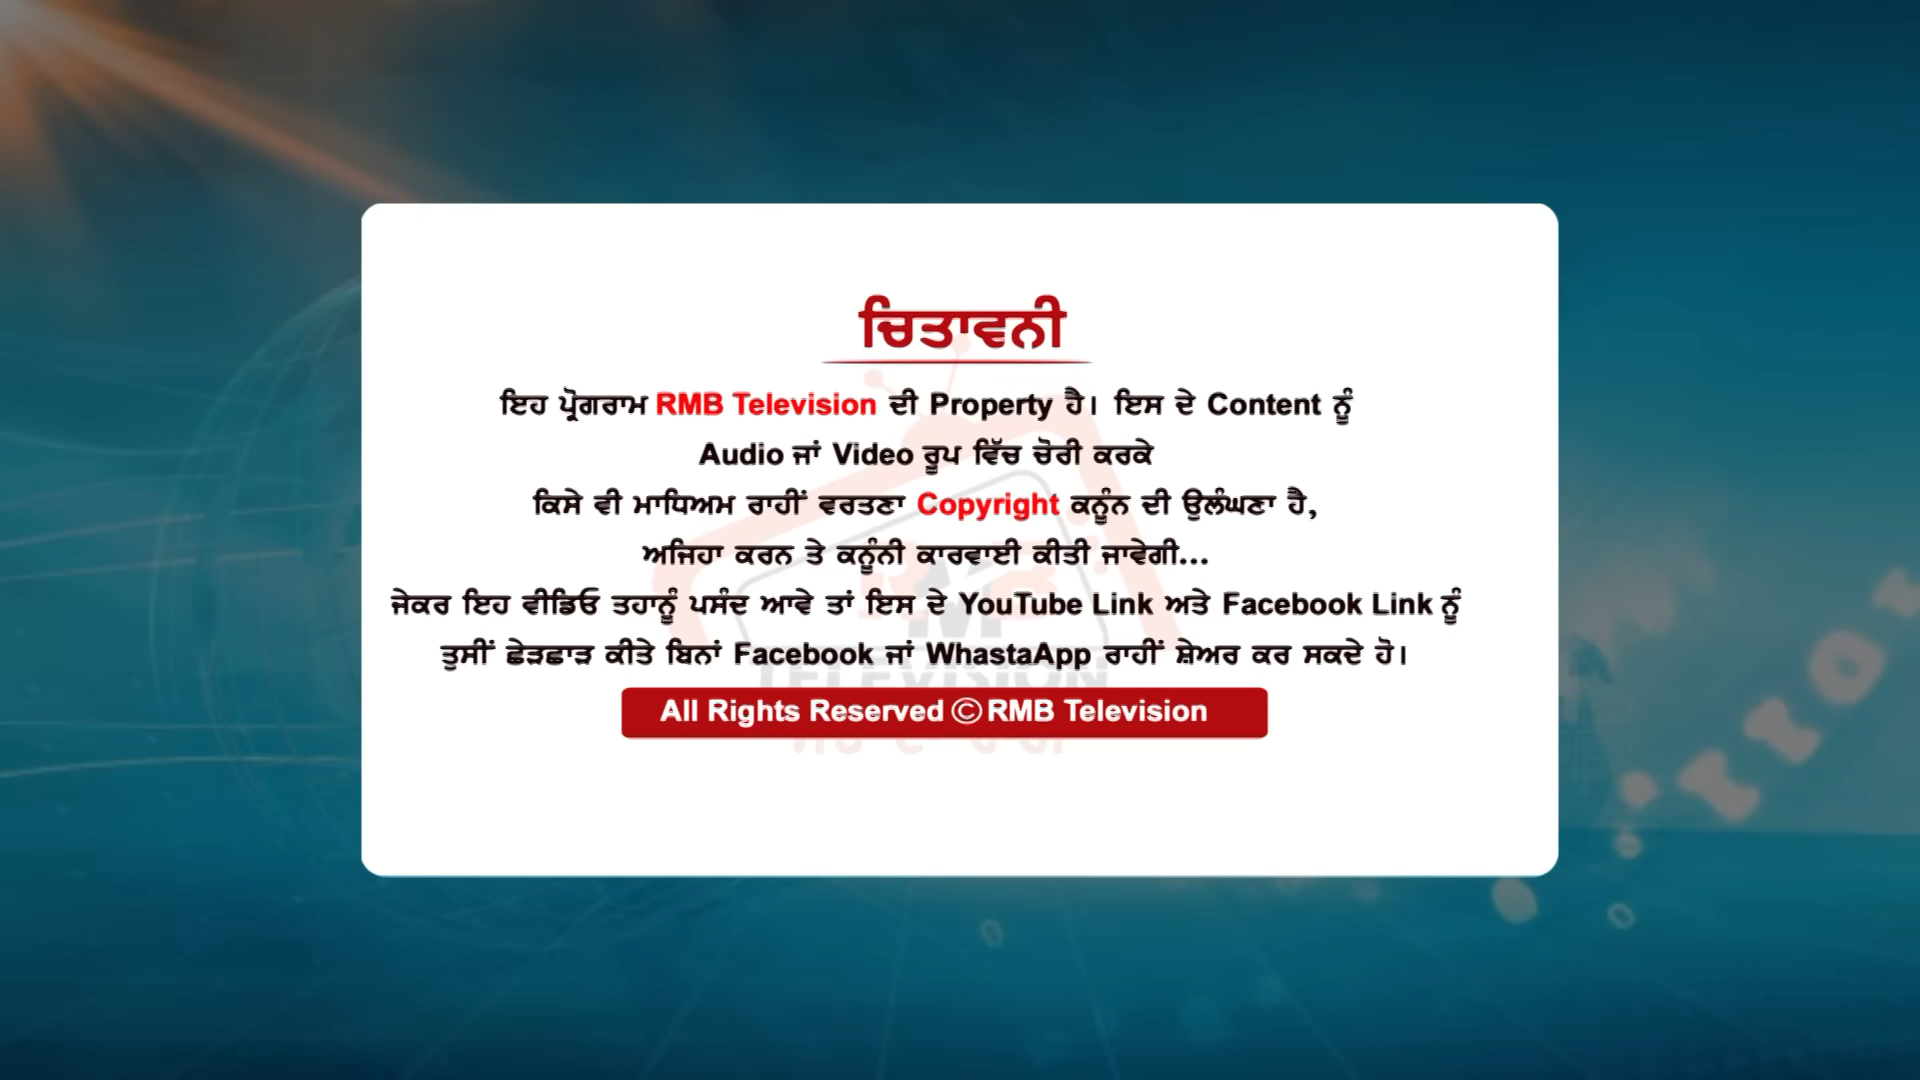 ਚਿਤਾਵਨੀ
ਇਹ ਪ੍ਰੋਗਰਾਮ RMB Television ਦੀ Property ਹੈ। ਇਸ ਦੇ Content ਨੂੰ
Audio ਜਾਂ Video ਰੂਪ ਵਿੱਚ ਚੋਰੀ ਕਰਕੇ
ਕਿਸੇ ਵੀ ਮਾਧਿਅਮ ਰਾਹੀਂ ਵਰਤਣਾ Copyright ਕਨੂੰਨ ਦੀ ਉਲੰਘਣਾ ਹੈ,
ਅਜਿਹਾ ਕਰਨ ਤੇ ਕਨੂੰਨੀ ਕਾਰਵਾਈ ਕੀਤੀ ਜਾਵੇਗੀ...
ਜੇਕਰ ਇਹ ਵੀਡਿਓ ਤਹਾਨੂੰ ਪਸੰਦ ਆਵੇ ਤਾਂ ਇਸ ਦੇ YouTube Link ਅਤੇ Facebook Link ਨੂੰ
ਤੁਸੀਂ ਛੇੜਛਾੜ ਕੀਤੇ ਬਿਨਾਂ Facebook ਜਾਂ WhastaApp ਰਾਹੀਂ ਸ਼ੇਅਰ ਕਰ ਸਕਦੇ ਹੋ।
TELEVISION
All Rights Reserved © RMB Television